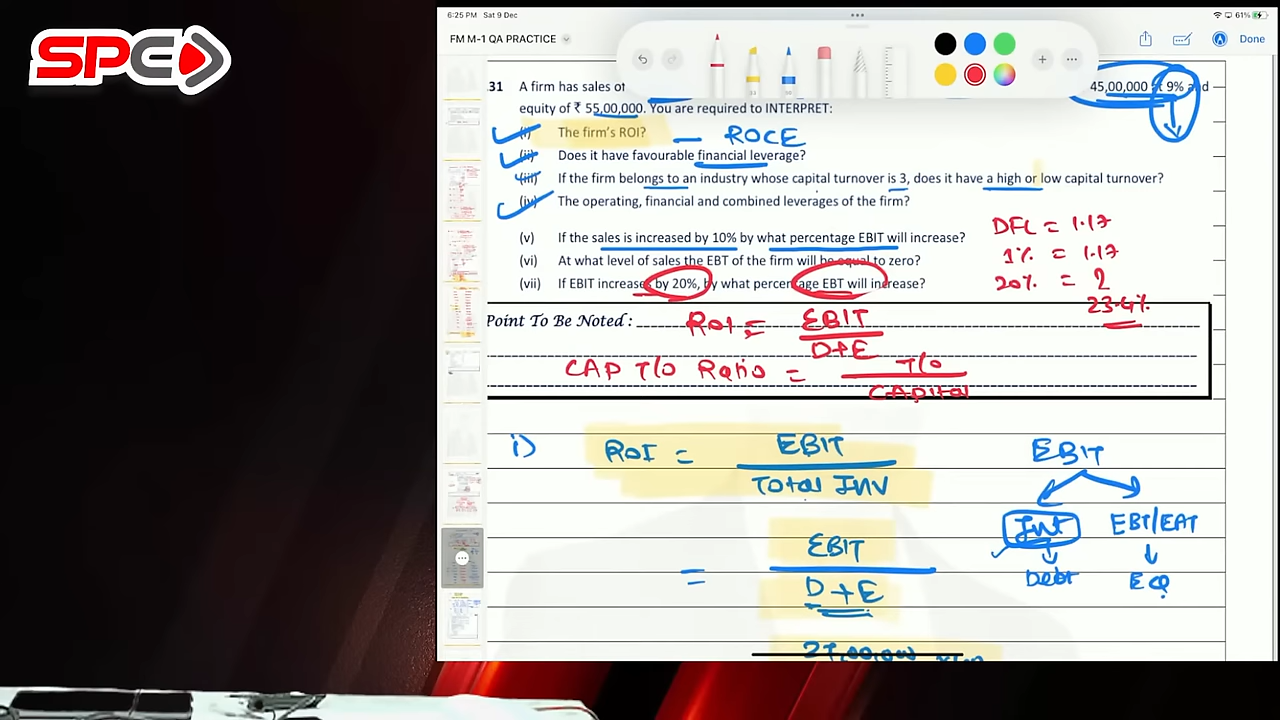 SPED
6:25 PM Sat 9 Dec
61%
FM M-1 QA PRACTICE
Done
31 A firm has sales of 45,00,000 at 9% and
equity of ₹ 55,00,000. You are required to INTERPRET:
(i) The firm's ROI? — ROCE
(ii) Does it have favourable financial leverage?
(iii) If the firm belongs to an industry whose capital turnover is 3, does it have a high or low capital turnover?
(iv) The operating, financial and combined leverages of the firm?
DFL = 1.17
(v) If the sales is increased by 10% by what percentage EBIT will increase?
1% = 1.17
(vi) At what level of sales the EBT of the firm will be equal to zero?
(vii) If EBIT increases by 20%, by what percentage EBT will increase?
20% = 2
23.4%
Point To Be Noted :
ROI = EBIT
D+E
CAP T/O Ratio = T/O
Capital
i) ROI = EBIT
Total INV
EBIT
Int EBT/EAT
Debt EQ
= EBIT
D+E
27,00,000